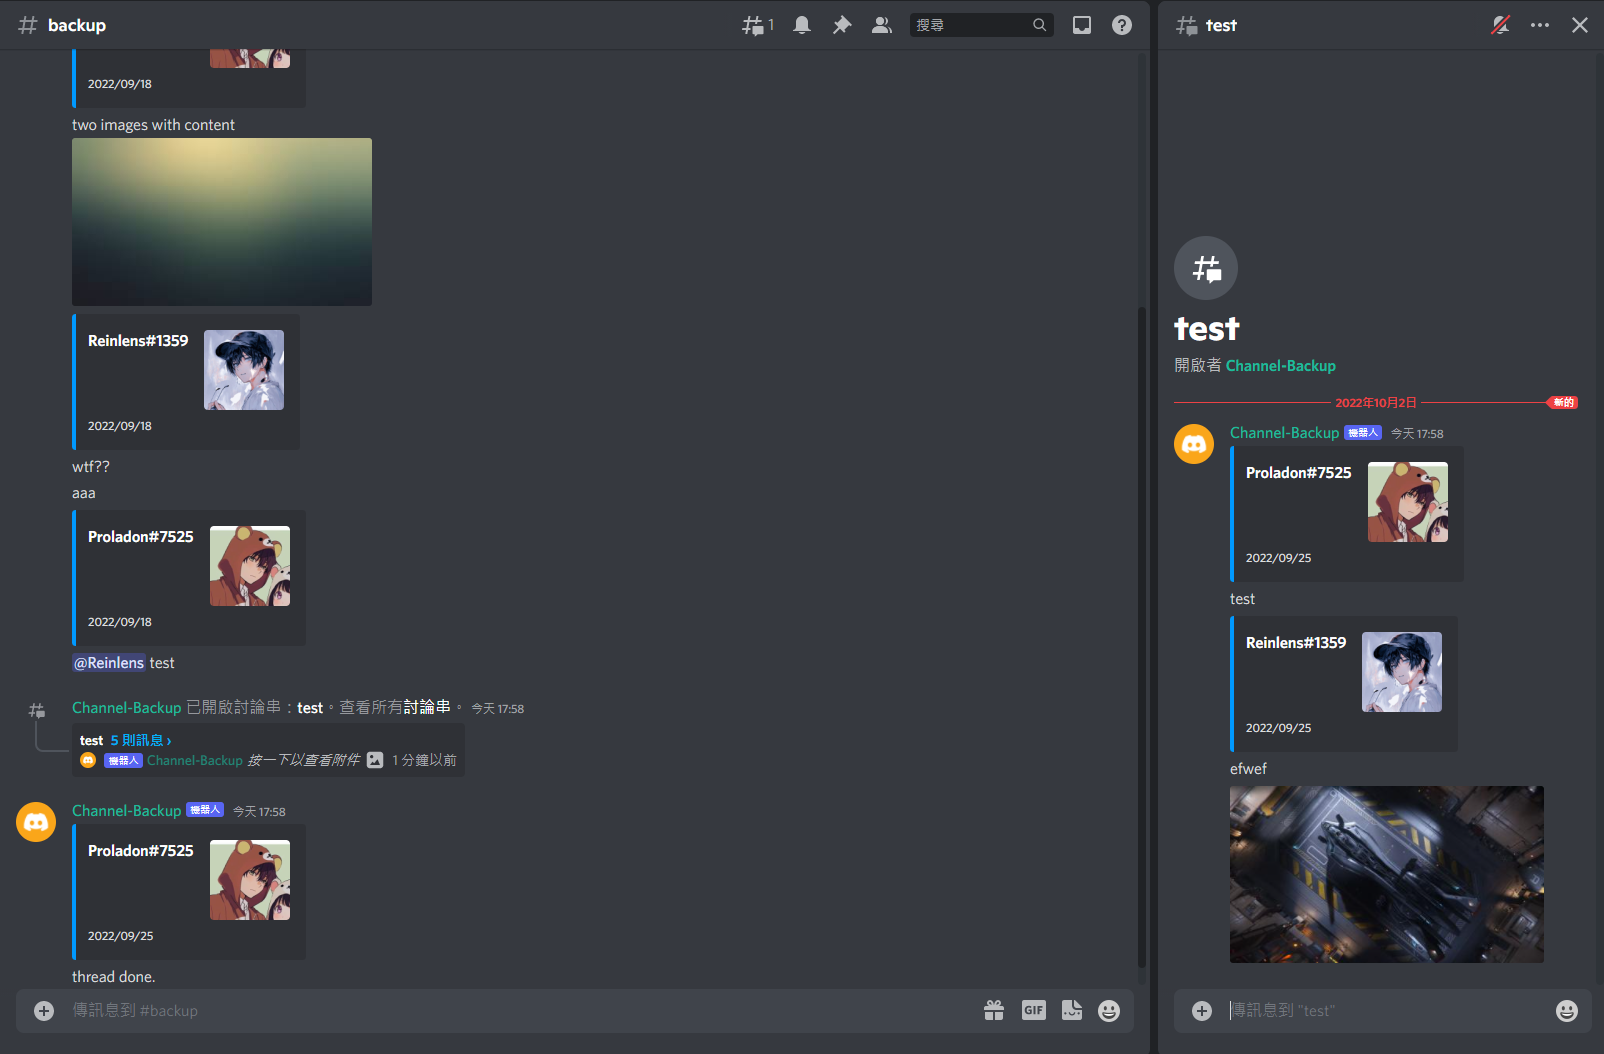 backup
1
搜尋
2022/09/18
two images with content
Reinlens#1359
2022/09/18
wtf??
aaa
Proladon#7525
2022/09/18
@Reinlens test
Channel-Backup 已開啟討論串：test。查看所有討論串。 今天 17:58
test 5 則訊息 ›
機器人 Channel-Backup 按一下以查看附件 1 分鐘以前
Channel-Backup 機器人 今天 17:58
Proladon#7525
2022/09/25
thread done.
傳訊息到 #backup
GIF
test
test
開啟者 Channel-Backup
2022年10月2日
新的
Channel-Backup 機器人 今天 17:58
Proladon#7525
2022/09/25
test
Reinlens#1359
2022/09/25
efwef
傳訊息到 "test"